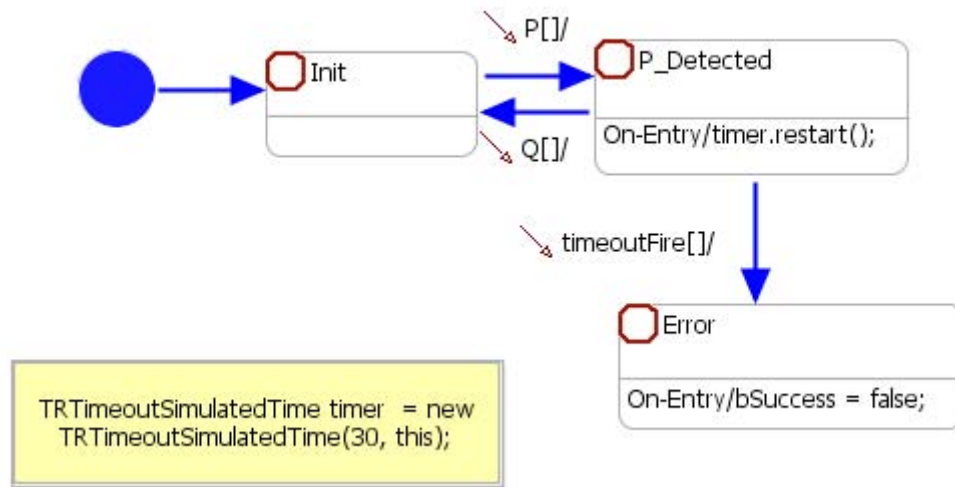 P[]/
Init
P_Detected
On-Entry/timer.restart();
Q[]/
timeoutFire[]/
Error
On-Entry/bSuccess = false;
TRTimeoutSimulatedTime timer = new
TRTimeoutSimulatedTime(30, this);